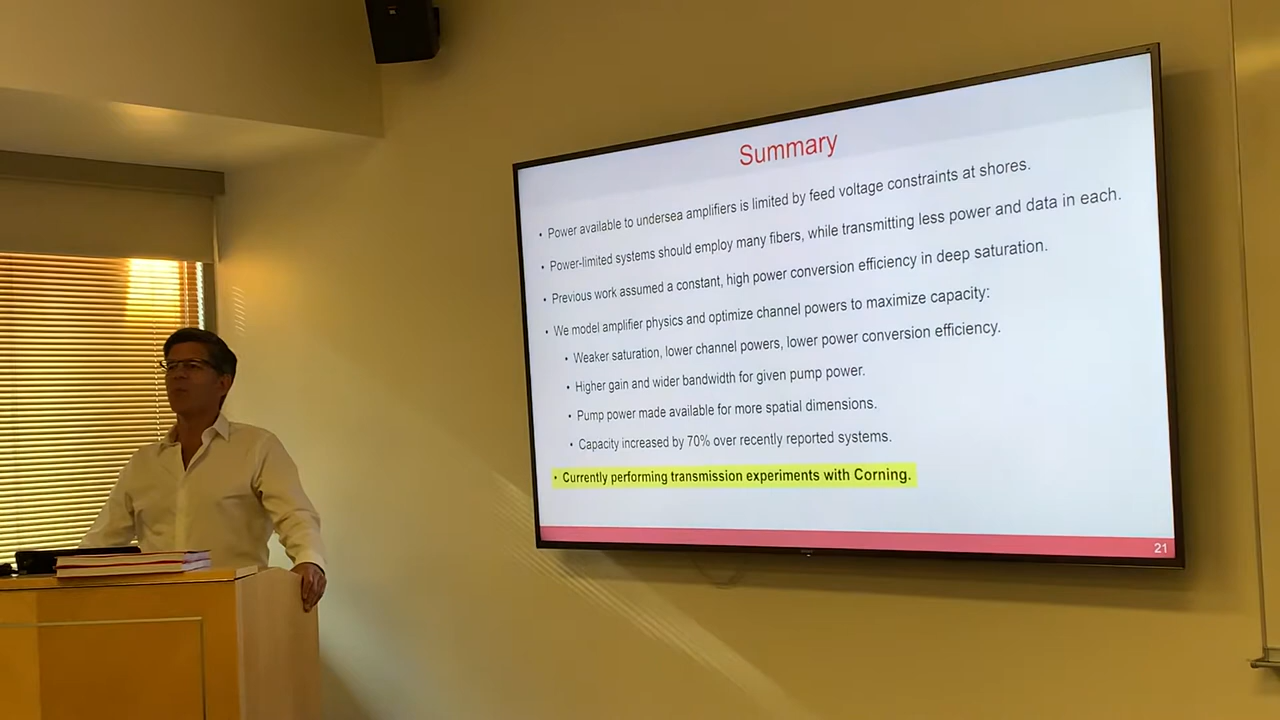 Summary
• Power available to undersea amplifiers is limited by feed voltage constraints at shores.
• Power-limited systems should employ many fibers, while transmitting less power and data in each.
• Previous work assumed a constant, high power conversion efficiency in deep saturation.
• We model amplifier physics and optimize channel powers to maximize capacity:
• Weaker saturation, lower channel powers, lower power conversion efficiency.
• Higher gain and wider bandwidth for given pump power.
• Pump power made available for more spatial dimensions.
• Capacity increased by 70% over recently reported systems.
• Currently performing transmission experiments with Corning.
21